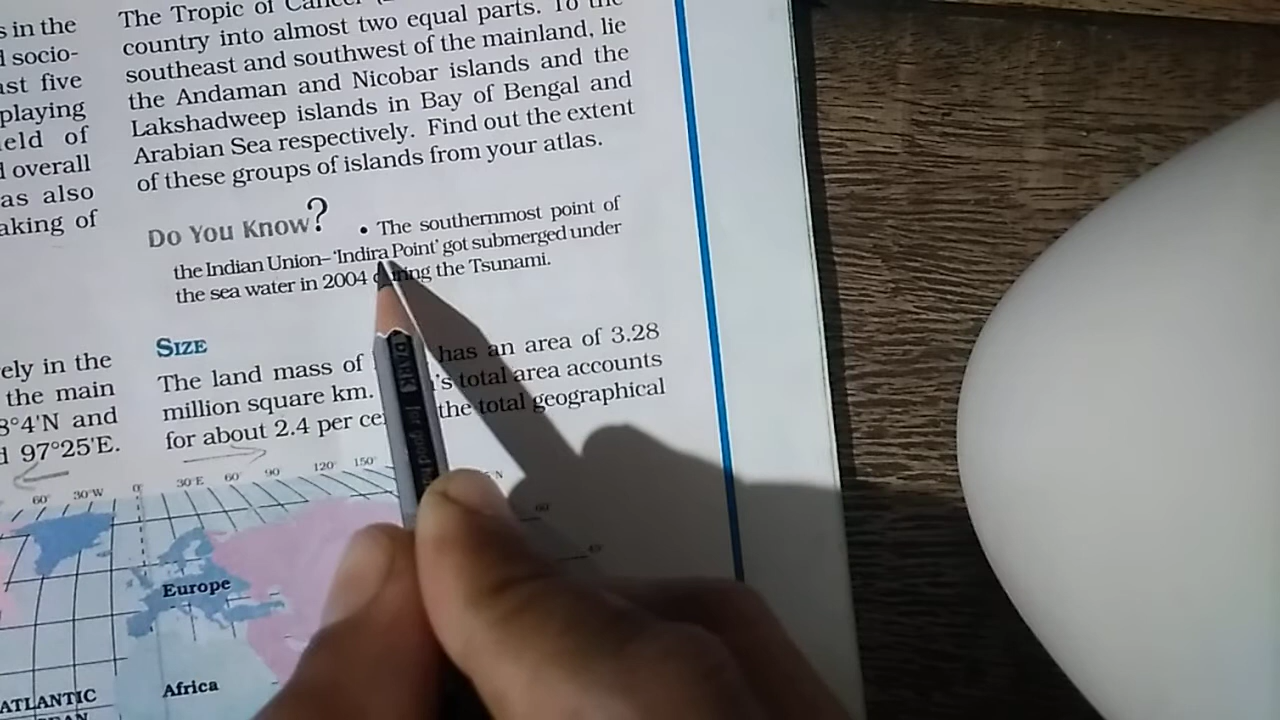 s in the
d socio-
ast five
playing
eld of
d overall
as also
aking of
ely in the
the main
8°4'N and
d 97°25'E.
The Tropic of Cancer
country into almost two equal parts. To the
southeast and southwest of the mainland, lie
the Andaman and Nicobar islands and the
Lakshadweep islands in Bay of Bengal and
Arabian Sea respectively. Find out the extent
of these groups of islands from your atlas.
Do You Know? • The southernmost point of
the Indian Union– 'Indira Point' got submerged under
the sea water in 2004 during the Tsunami.
SIZE
The land mass of has an area of 3.28
million square km. 's total area accounts
for about 2.4 per ce the total geographical
60° 30°W 0° 30°E 60° 90 120° 150°
N
60°
Europe
Africa
ATLANTIC
DARK
for good